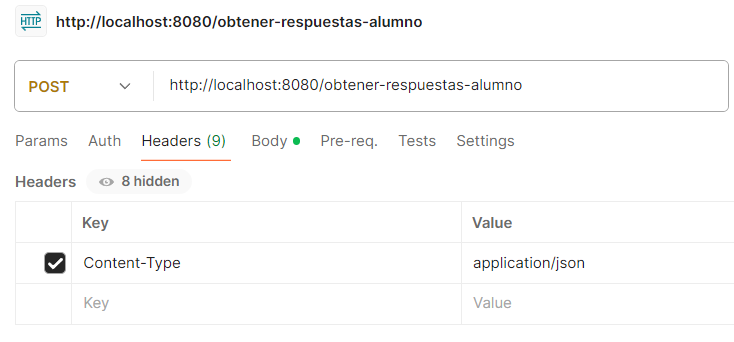 HTTP http://localhost:8080/obtener-respuestas-alumno
POST http://localhost:8080/obtener-respuestas-alumno
Params Auth Headers (9) Body Pre-req. Tests Settings
Headers 8 hidden
Key Value
Content-Type application/json
Key Value